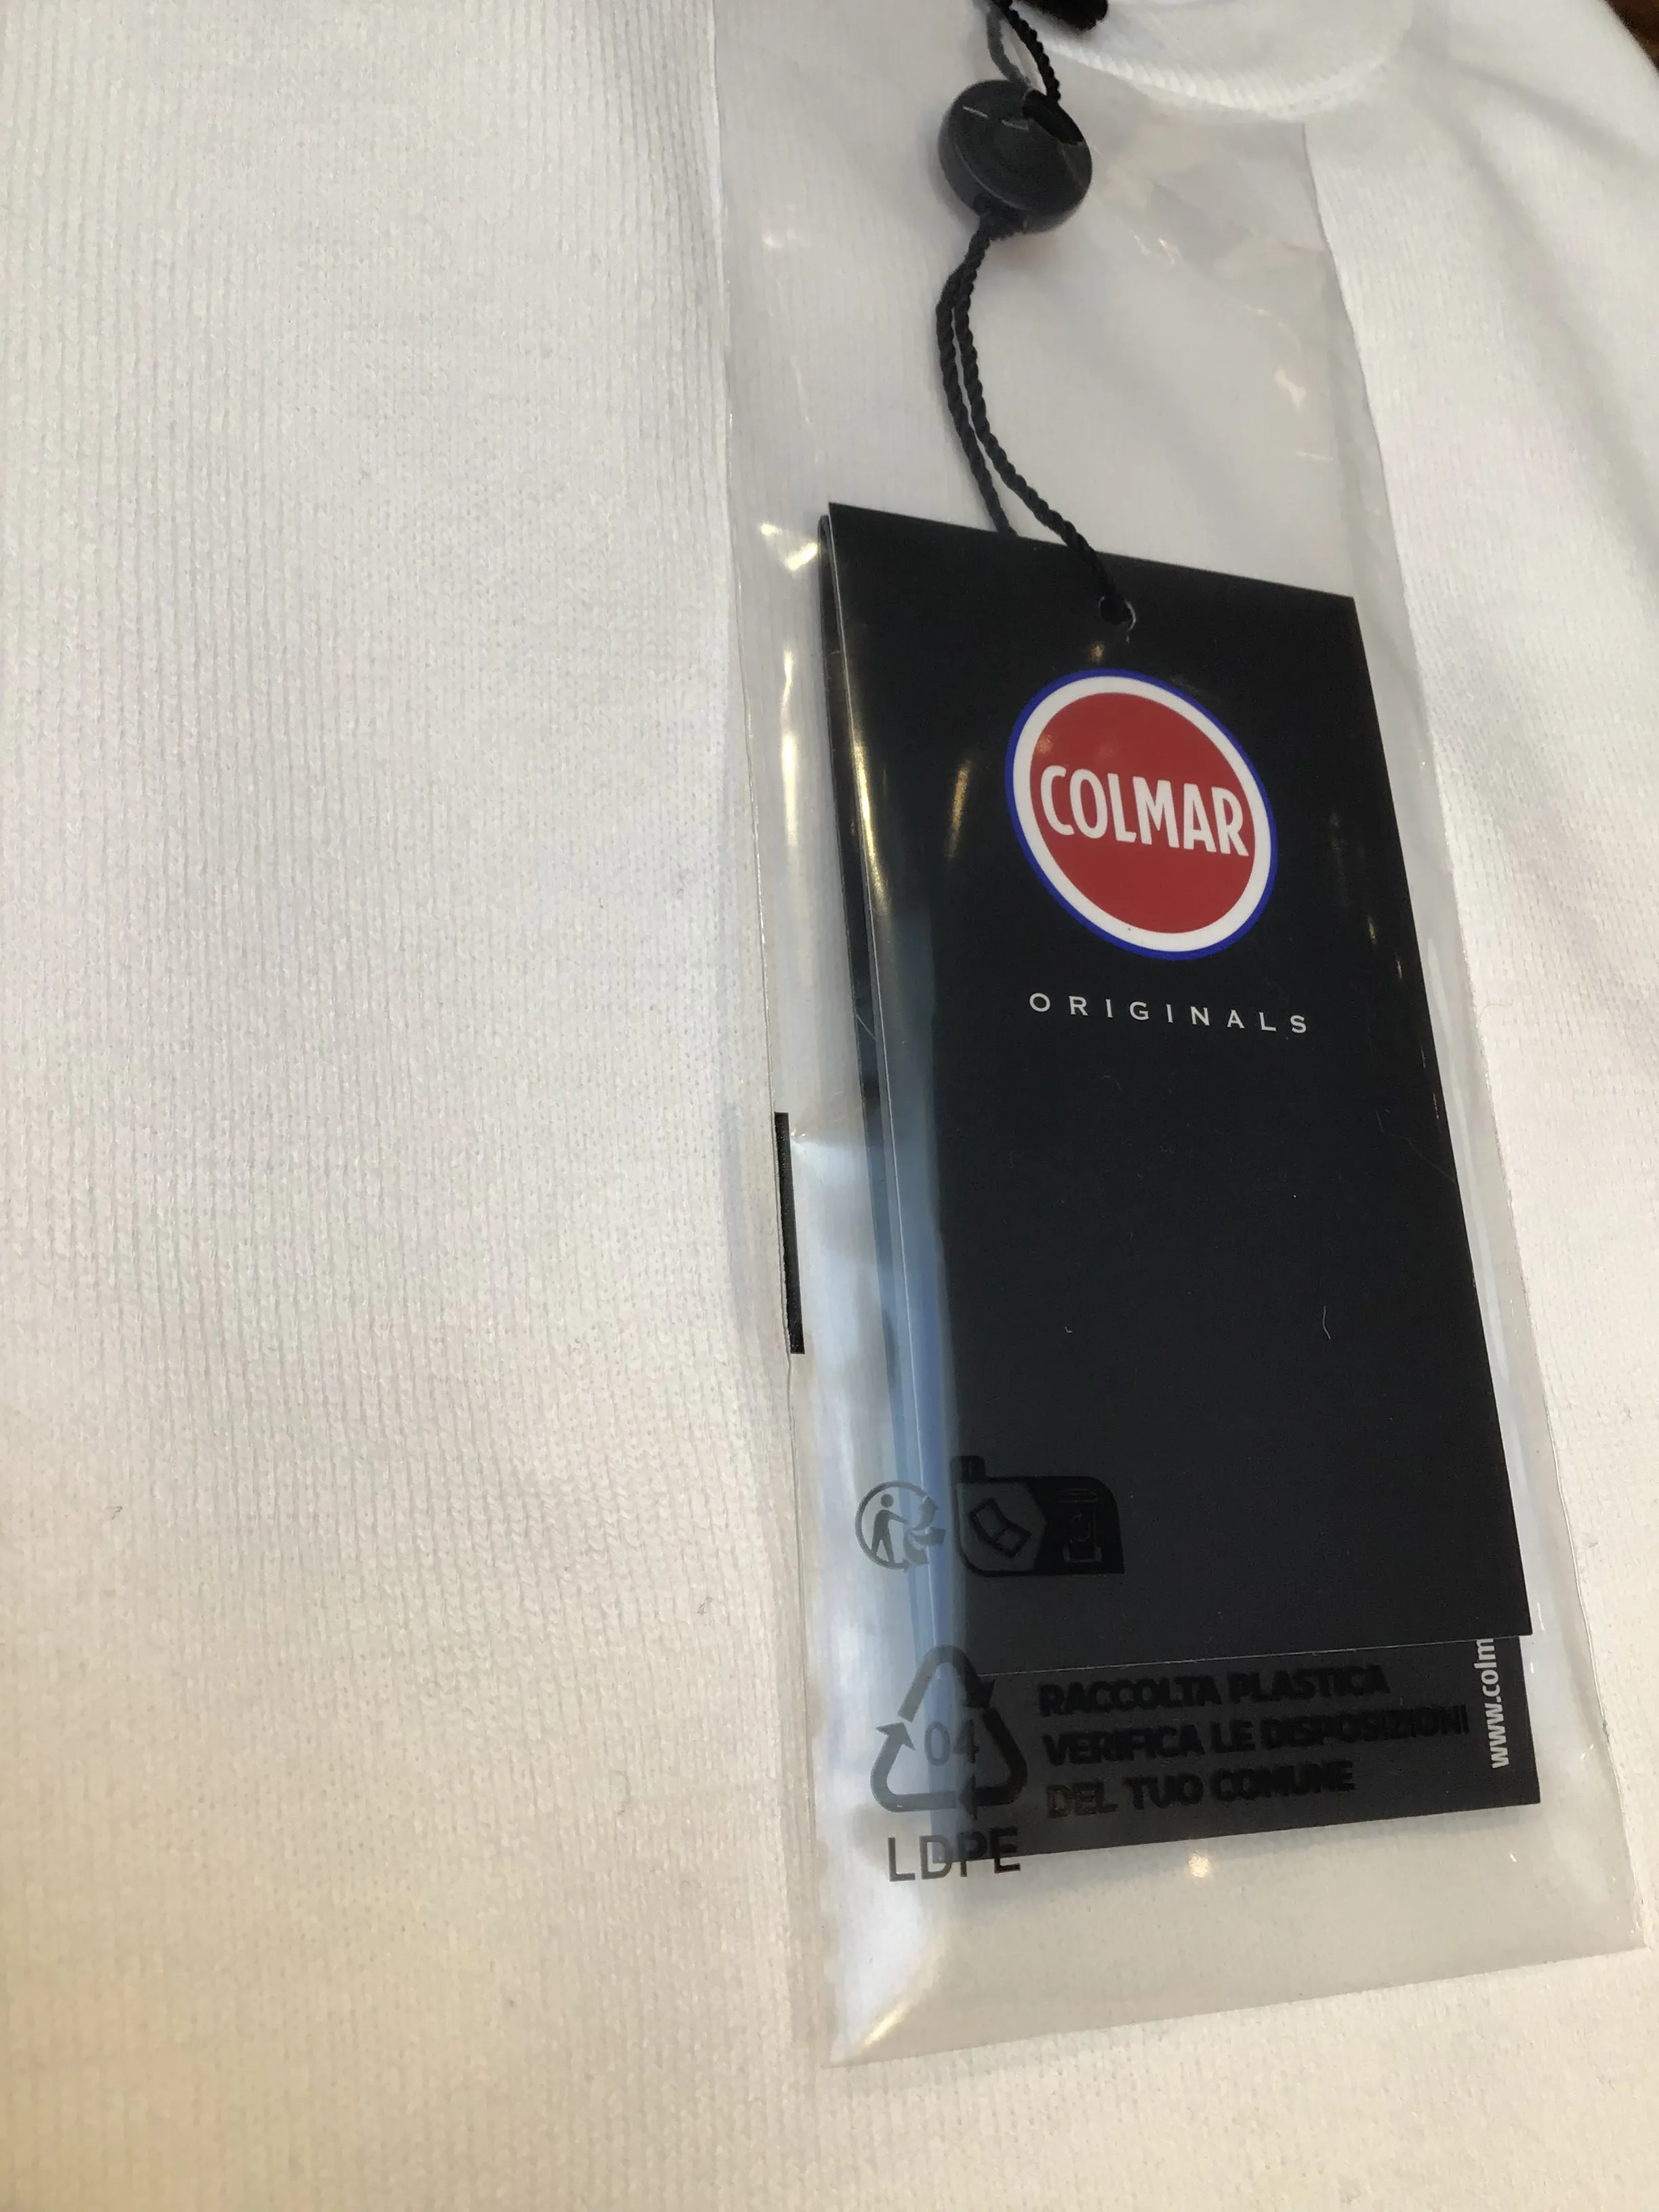 COLMAR
ORIGINALS
04
LDPE
RACCOLTA PLASTICA
VERIFICA LE DISPOSIZIONI
DEL TUO COMUNE
www.colm